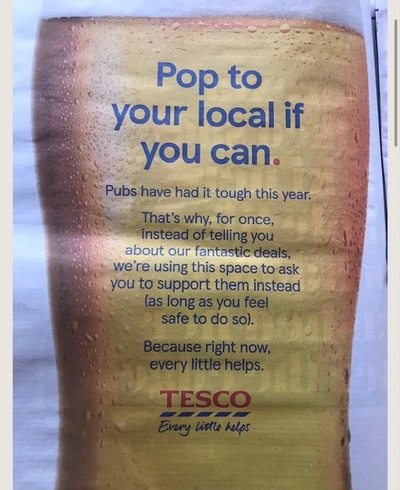 Pop to
your local if
you can.
Pubs have had it tough this year.
That's why, for once,
instead of telling you
about our fantastic deals,
we're using this space to ask
you to support them instead
(as long as you feel
safe to do so).
Because right now,
every little helps.
TESCO
Every little helps